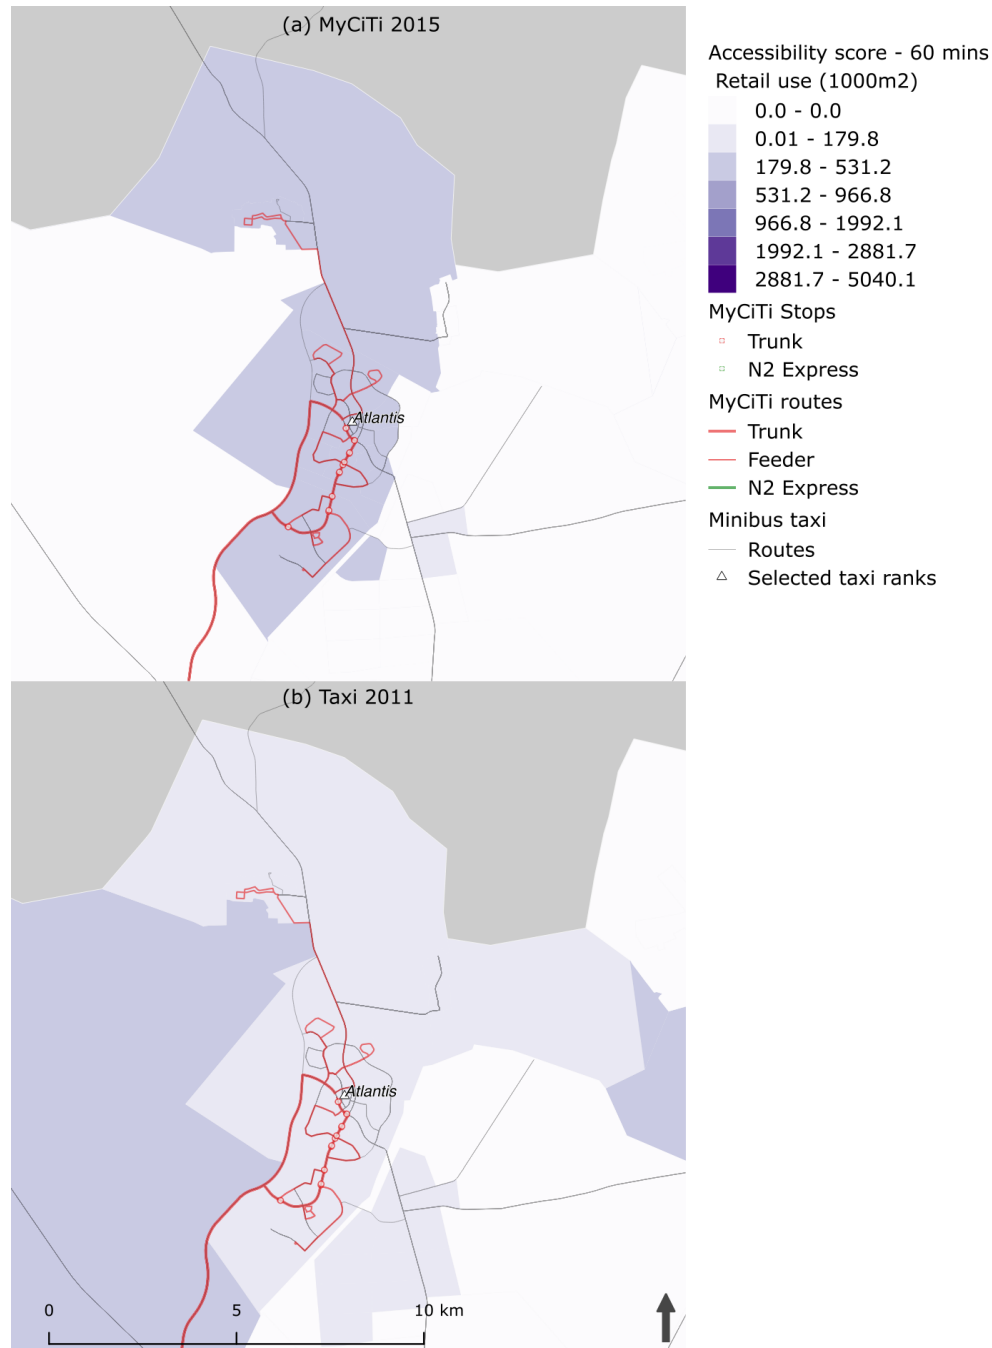 (a) MyCiTi 2015
Accessibility score - 60 mins
Retail use (1000m2)
0.0 - 0.0
0.01 - 179.8
179.8 - 531.2
531.2 - 966.8
966.8 - 1992.1
1992.1 - 2881.7
2881.7 - 5040.1
MyCiTi Stops
Trunk
N2 Express
MyCiTi routes
Trunk
Feeder
N2 Express
Minibus taxi
Routes
Selected taxi ranks
Atlantis
(b) Taxi 2011
Atlantis
0 5 10 km